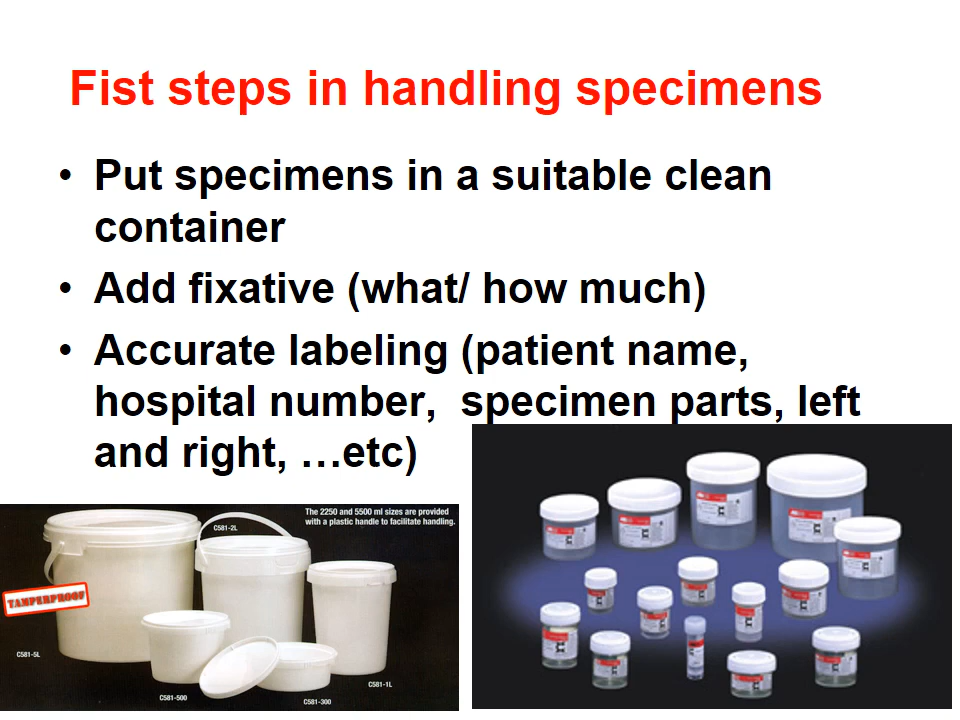 Fist steps in handling specimens
• Put specimens in a suitable clean
container
• Add fixative (what/ how much)
• Accurate labeling (patient name,
hospital number,  specimen parts, left
and right, …etc)
The 2250 and 5500 ml sizes are provided
with a plastic handle to facilitate handling.
C581-2L
TAMPERPROOF
C581-5L
C581-500
C581-300
C581-1L